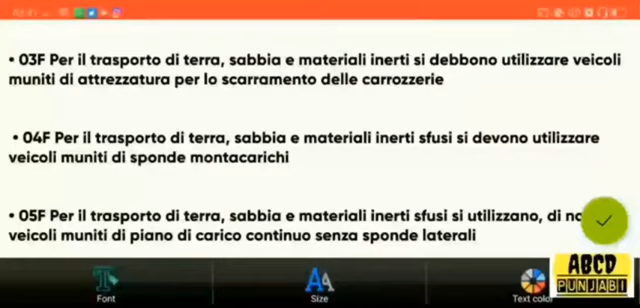 • 03F Per il trasporto di terra, sabbia e materiali inerti si debbono utilizzare veicoli
muniti di attrezzatura per lo scarramento delle carrozzerie
• 04F Per il trasporto di terra, sabbia e materiali inerti sfusi si devono utilizzare
veicoli muniti di sponde montacarichi
• 05F Per il trasporto di terra, sabbia e materiali inerti sfusi si utilizzano, di
veicoli muniti di piano di carico continuo senza sponde laterali
Font
Size
Text color
ABCD
PUNJABI